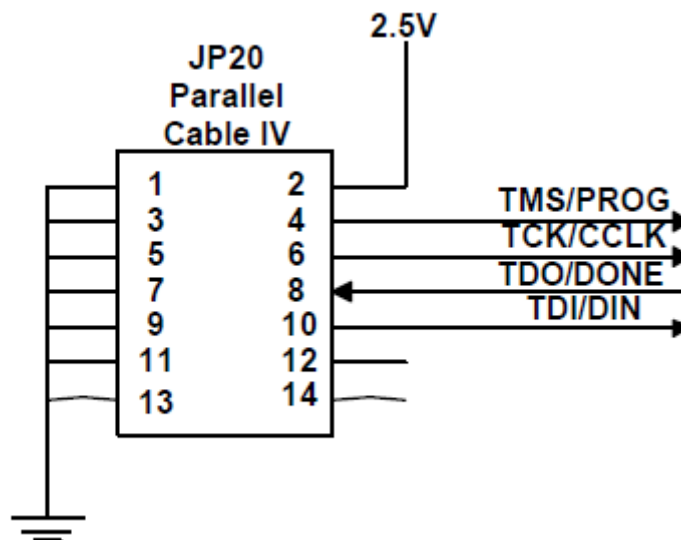 2.5V
JP20
Parallel
Cable IV
1 2
3 4 TMS/PROG
5 6 TCK/CCLK
7 8 TDO/DONE
9 10 TDI/DIN
11 12
13 14